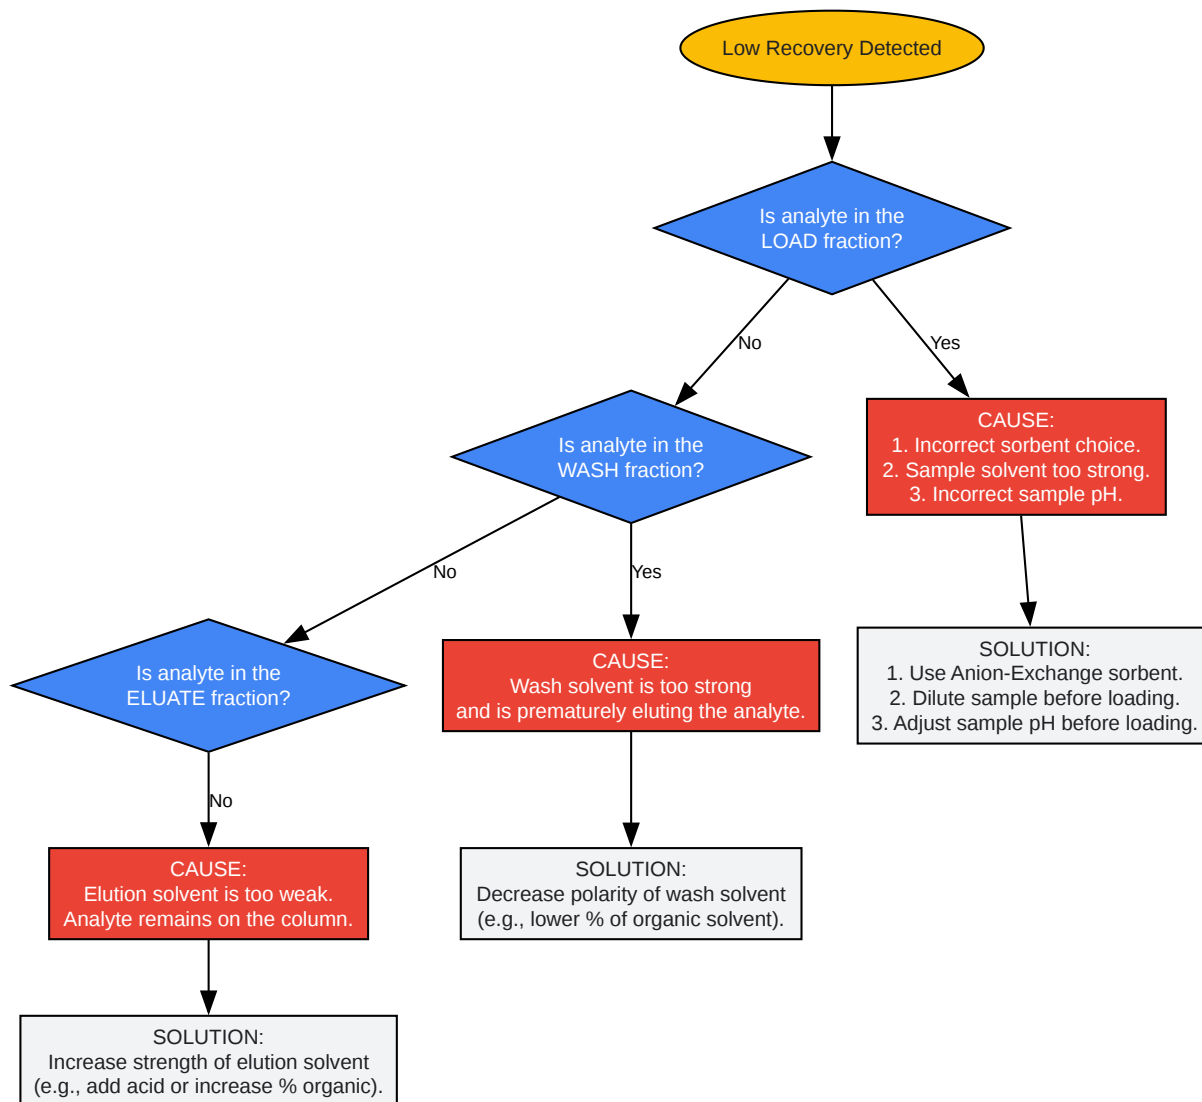 Low Recovery Detected
Is analyte in the
LOAD fraction?
No
Yes
Is analyte in the
WASH fraction?
CAUSE:
1. Incorrect sorbent choice.
2. Sample solvent too strong.
3. Incorrect sample pH.
No
Yes
Is analyte in the
ELUATE fraction?
CAUSE:
Wash solvent is too strong
and is prematurely eluting the analyte.
SOLUTION:
1. Use Anion-Exchange sorbent.
2. Dilute sample before loading.
3. Adjust sample pH before loading.
No
CAUSE:
Elution solvent is too weak.
Analyte remains on the column.
SOLUTION:
Decrease polarity of wash solvent
(e.g., lower % of organic solvent).
SOLUTION:
Increase strength of elution solvent
(e.g., add acid or increase % organic).